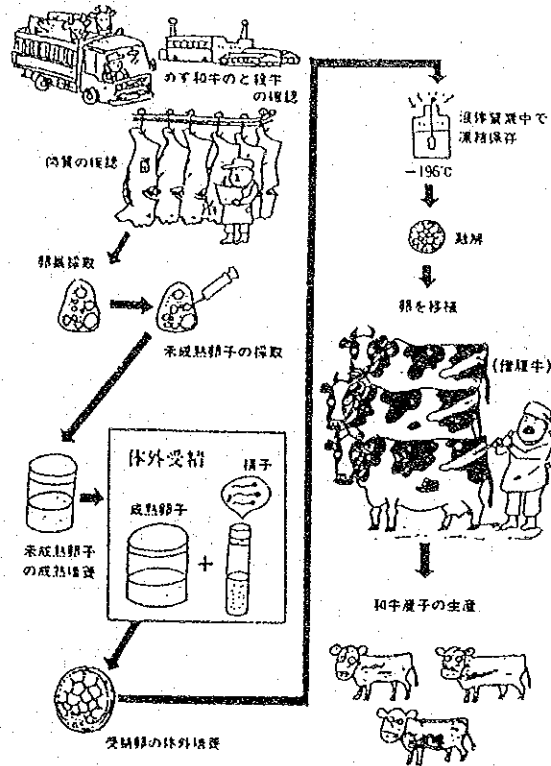 めす和牛のと殺牛
の確認
肉質の確認
卵巣採取
未成熟卵子の採取
未成熟卵子
の成熟培養
体外受精
精子
成熟卵子
+
受精卵の体外培養
液体窒素中で
凍結保存
-196℃
融解
卵を移植
(借腹牛)
和牛産子の生産